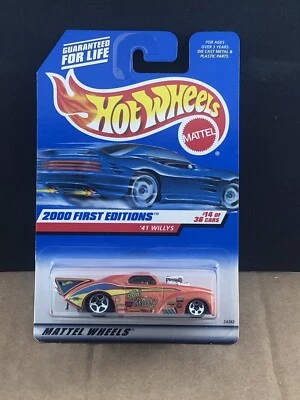 GUARANTEED
FOR LIFE
FOR AGES
OVER 3 YEARS.
DIE CAST METAL &
PLASTIC PARTS
HOT WHEELS
MATTEL
2000 FIRST EDITIONS
#14 OF
36 CARS
'41 WILLYS
MATTEL WHEELS